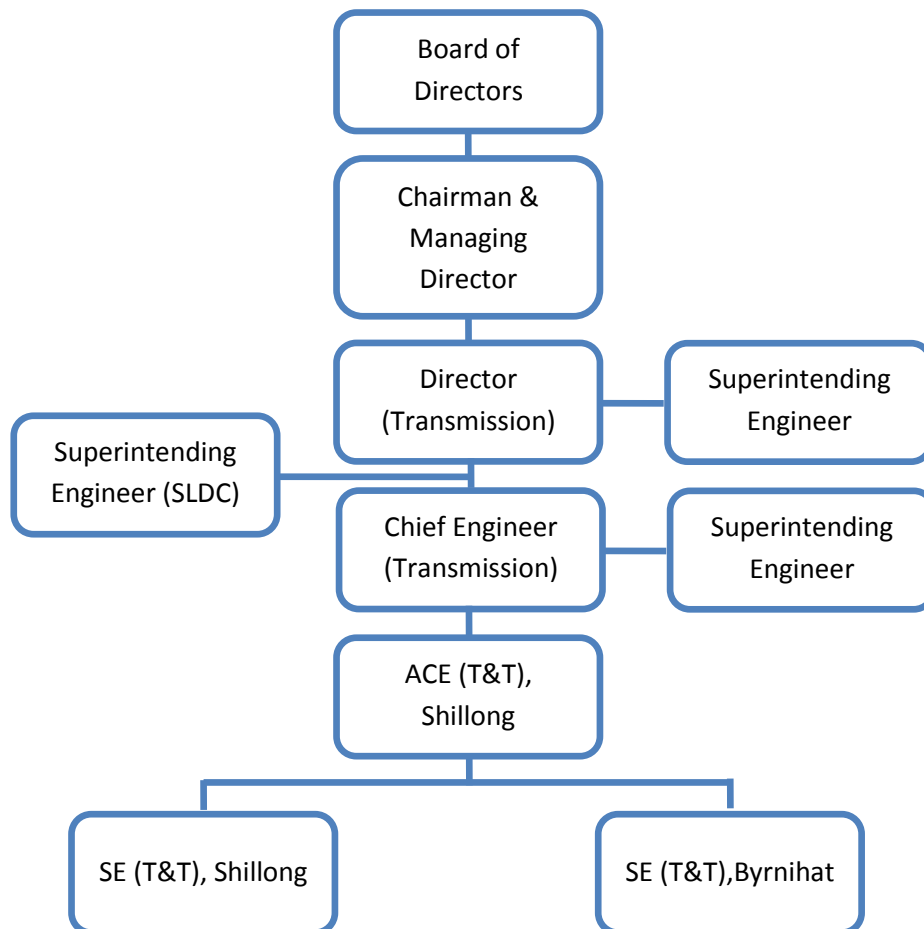 Board of
Directors
Chairman &
Managing
Director
Director
(Transmission)
Superintending
Engineer
Superintending
Engineer (SLDC)
Chief Engineer
(Transmission)
Superintending
Engineer
ACE (T&T),
Shillong
SE (T&T), Shillong
SE (T&T),Byrnihat